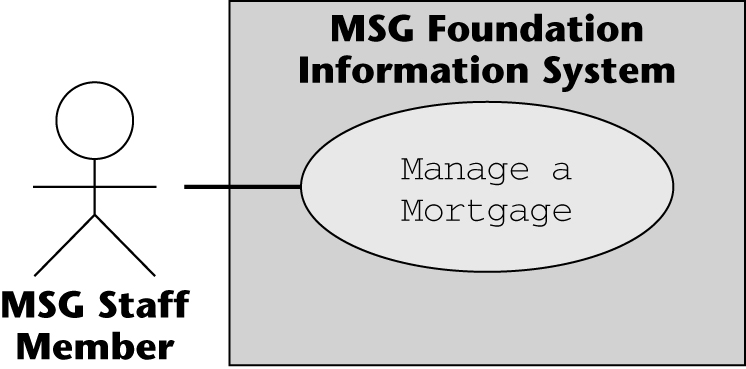 MSG Foundation
Information System
Manage a
Mortgage
MSG Staff
Member